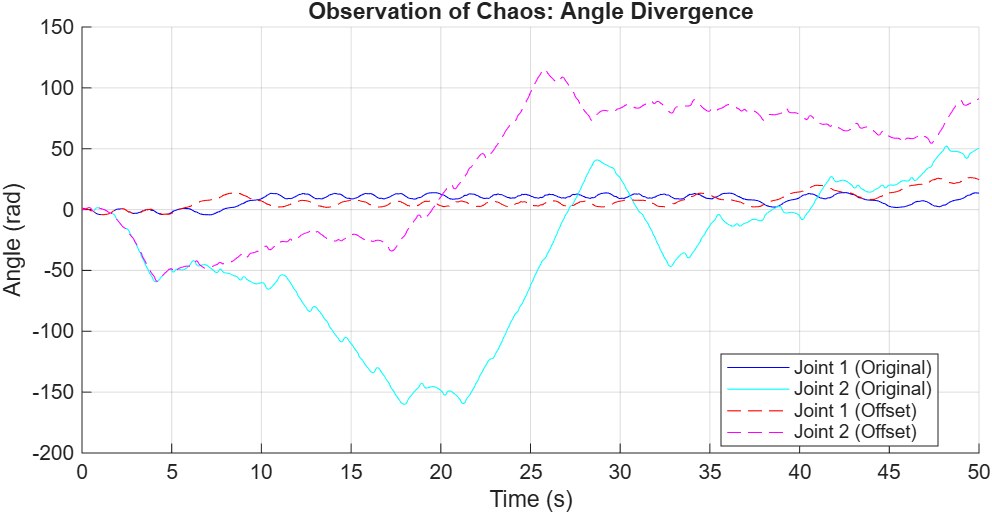 Observation of Chaos: Angle Divergence
150
100
50
0
-50
-100
-150
-200
Angle (rad)
0 5 10 15 20 25 30 35 40 45 50
Time (s)
Joint 1 (Original)
Joint 2 (Original)
Joint 1 (Offset)
Joint 2 (Offset)